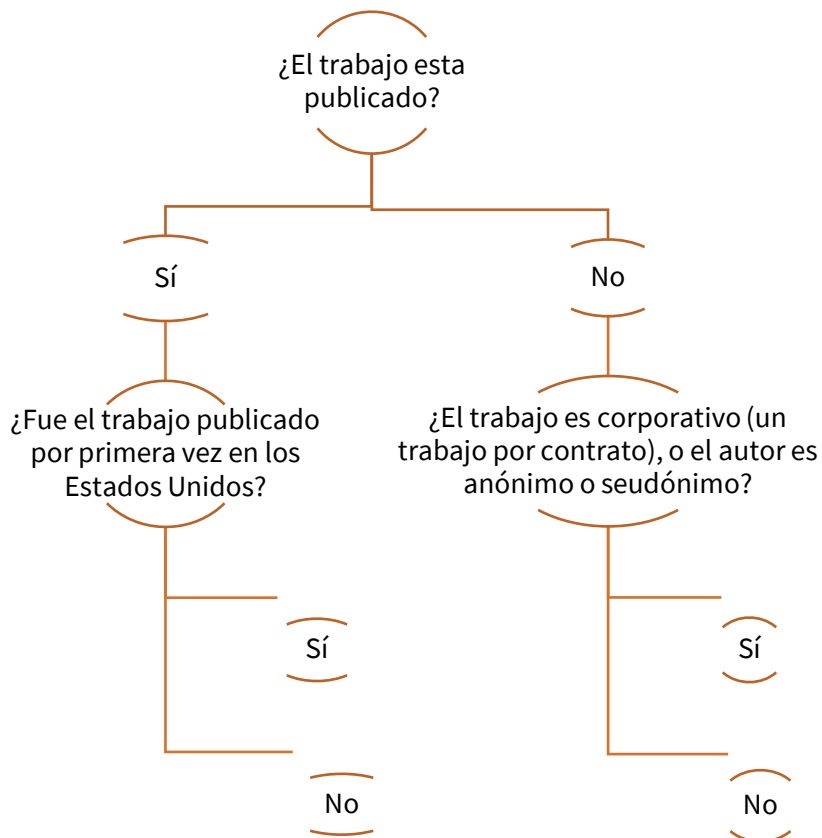 ¿El trabajo esta
publicado?
Sí
No
¿Fue el trabajo publicado
por primera vez en los
Estados Unidos?
¿El trabajo es corporativo (un
trabajo por contrato), o el autor es
anónimo o seudónimo?
Sí
Sí
No
No